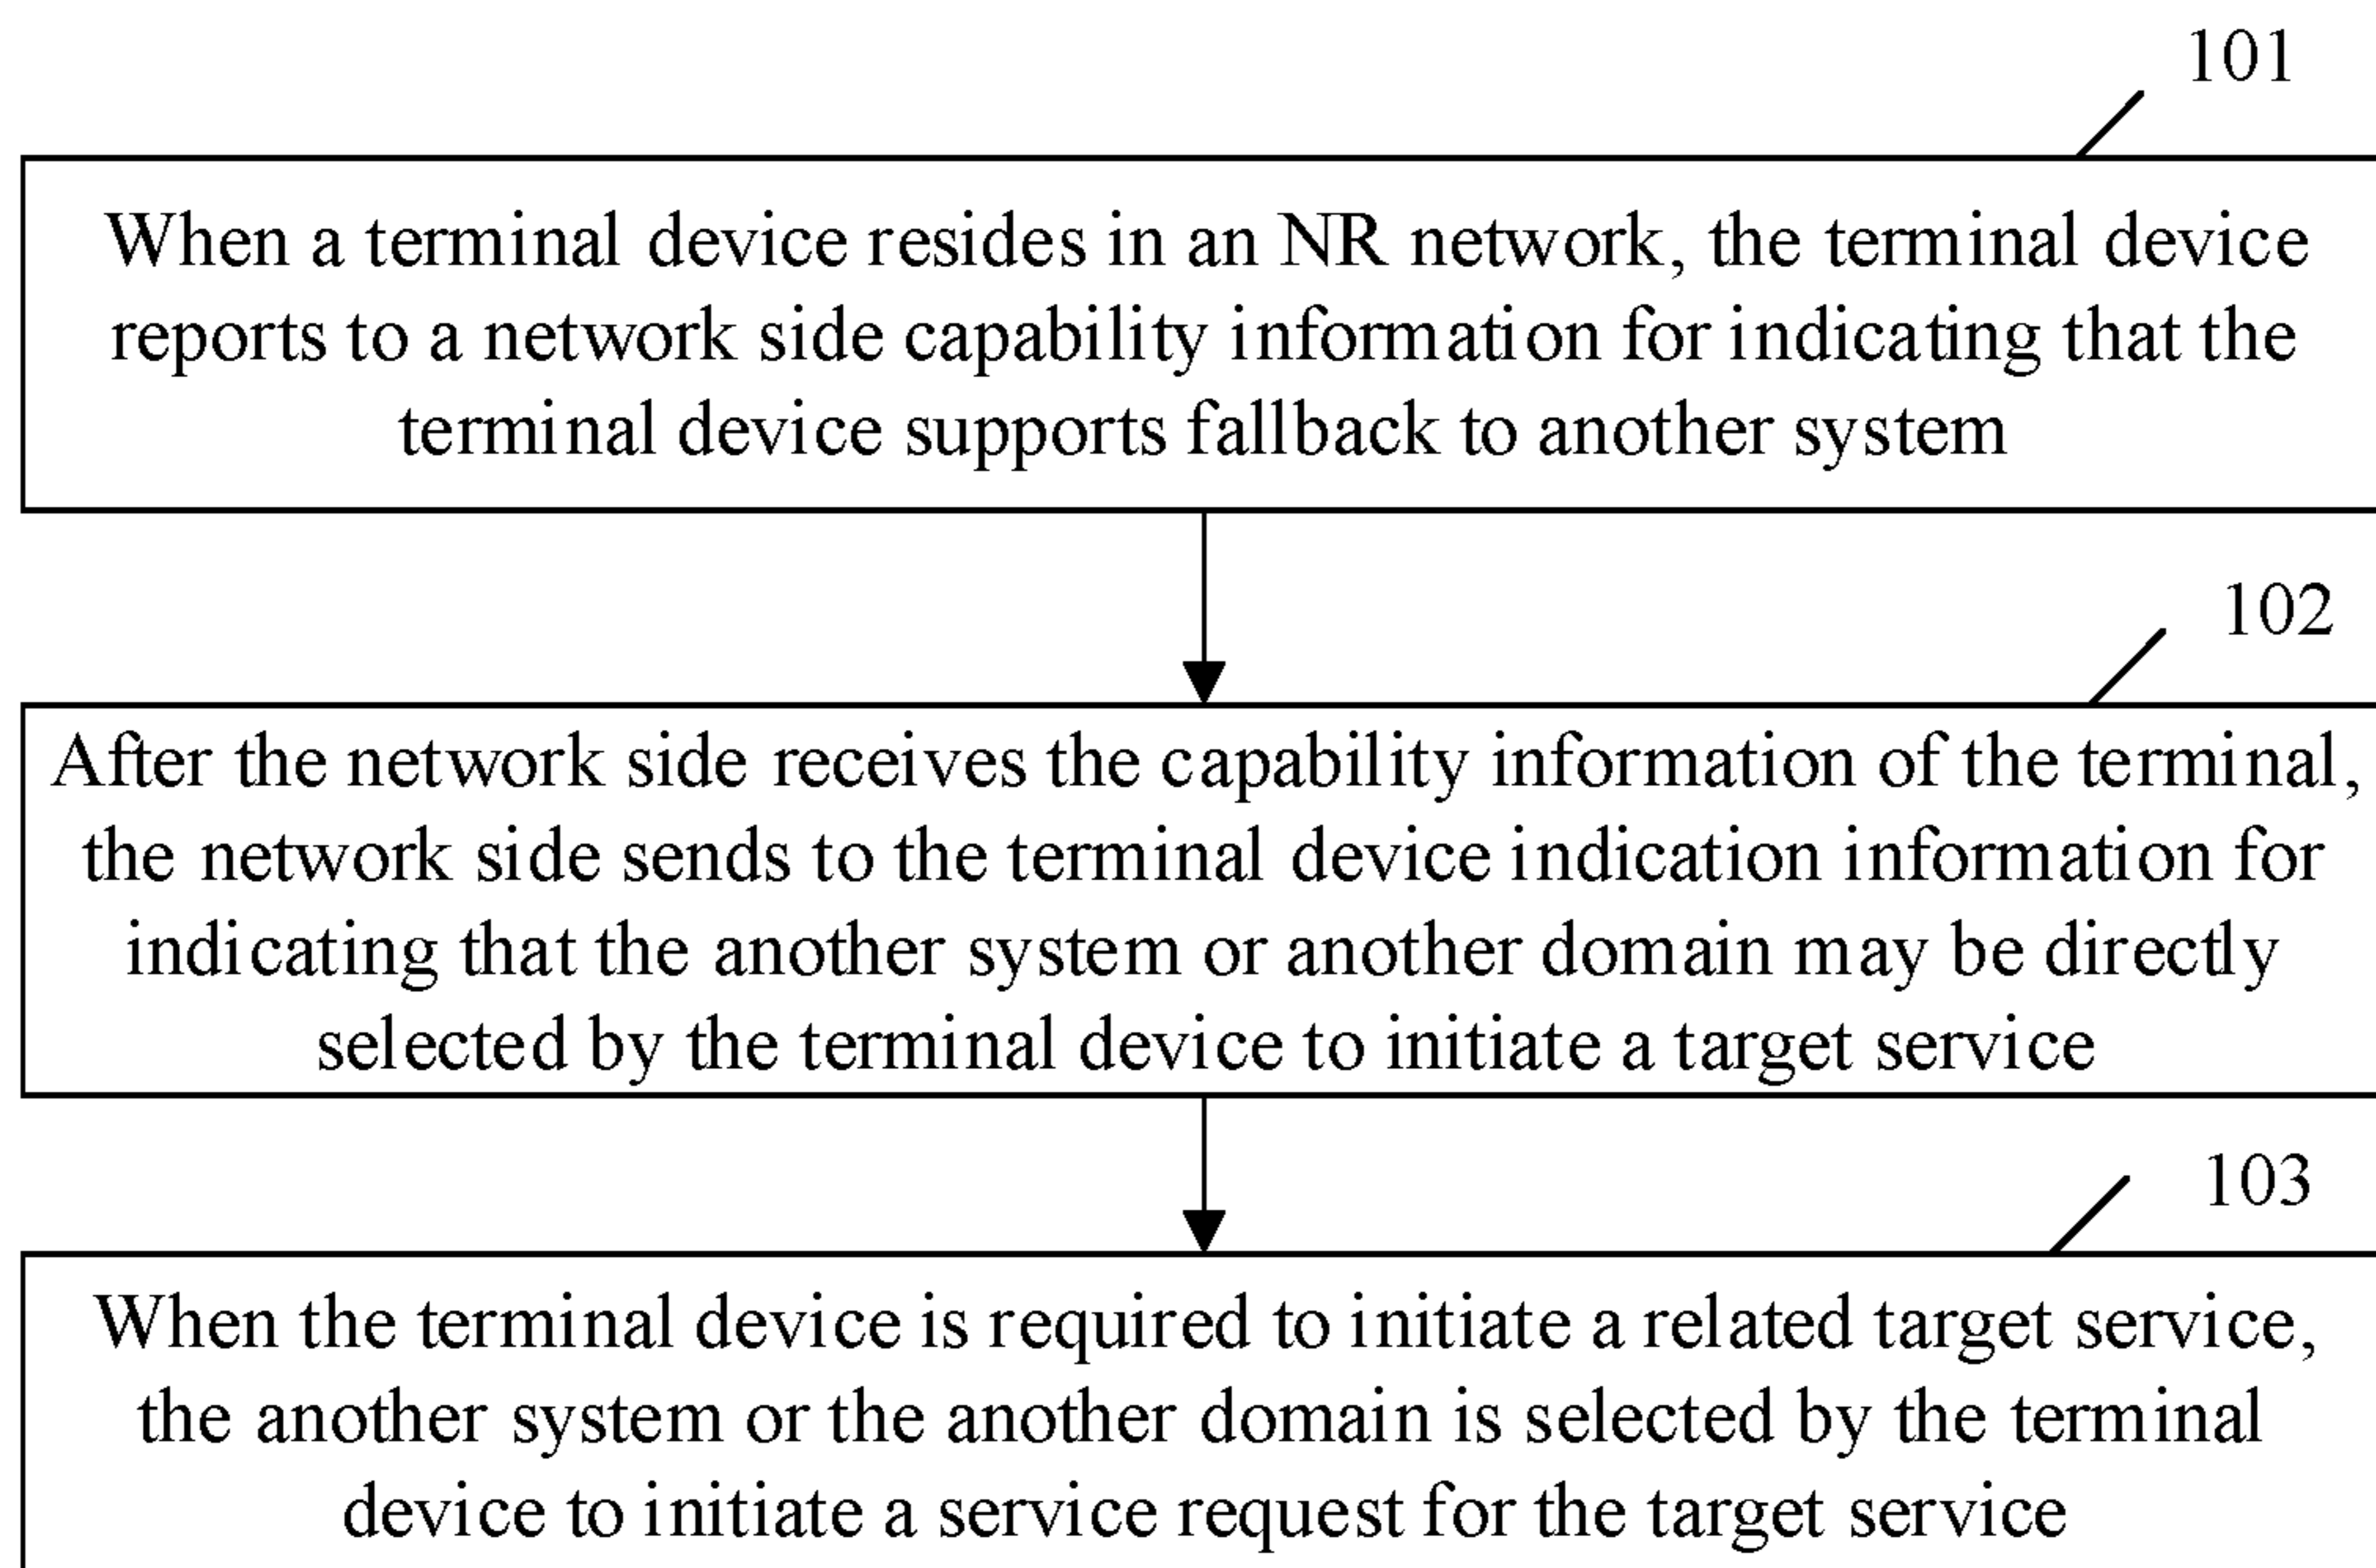 101
When a terminal device resides in an NR network, the terminal device
reports to a network side capability information for indicating that the
terminal device supports fallback to another system
102
After the network side receives the capability information of the terminal,
the network side sends to the terminal device indication information for
indicating that the another system or another domain may be directly
selected by the terminal device to initiate a target service
103
When the terminal device is required to initiate a related target service,
the another system or the another domain is selected by the terminal
device to initiate a service request for the target service